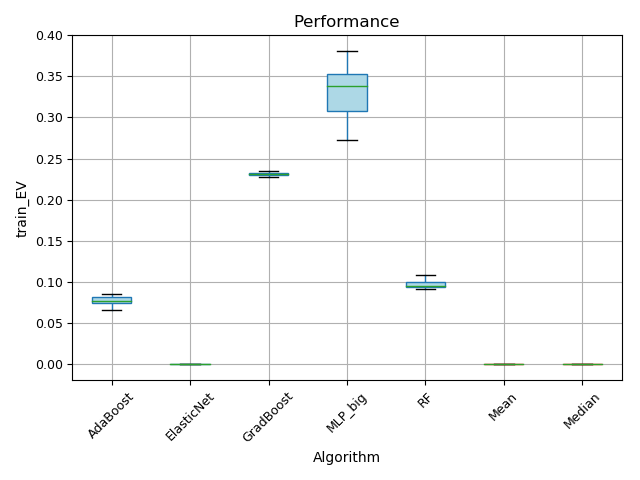 Performance
train_EV
0.40
0.35
0.30
0.25
0.20
0.15
0.10
0.05
0.00
AdaBoost
ElasticNet
GradBoost
MLP_big
RF
Mean
Median
Algorithm